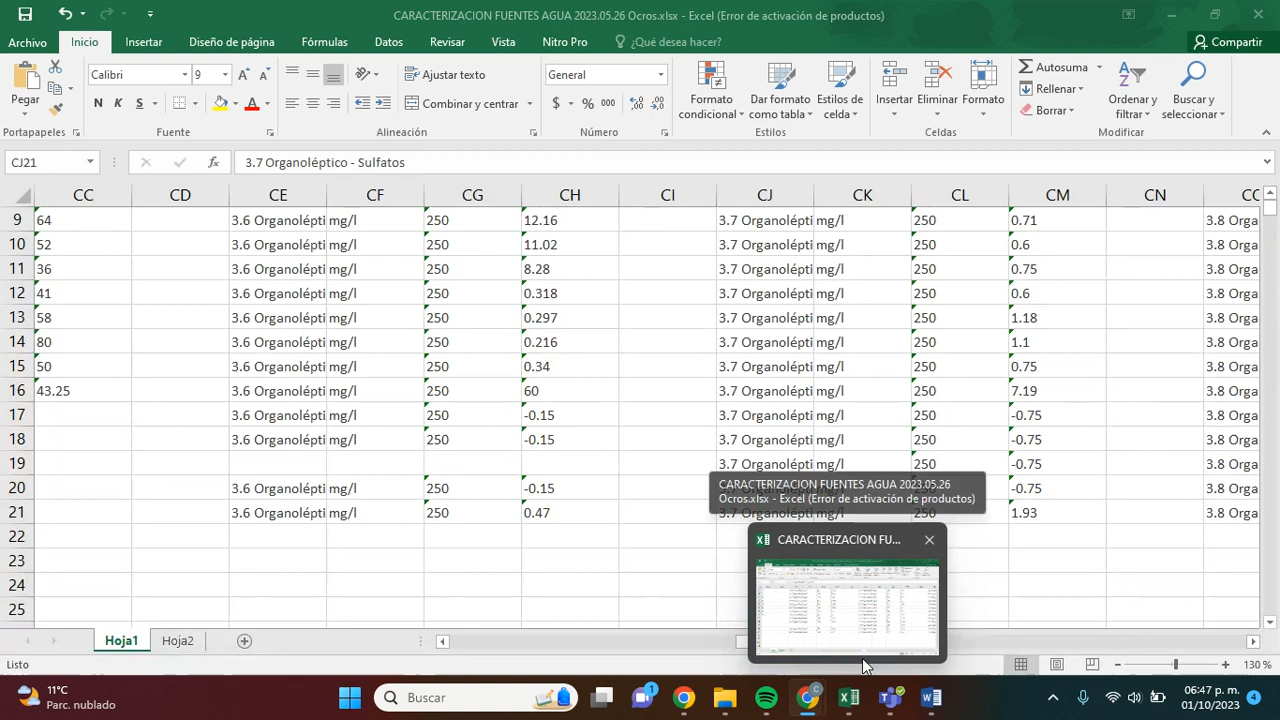 CARACTERIZACION FUENTES AGUA 2023.05.26 Ocros.xlsx - Excel (Error de activación de productos)
Archivo Inicio Insertar Diseño de página Fórmulas Datos Revisar Vista Nitro Pro ¿Qué desea hacer? Compartir
Pegar Calibri 9 A A Ajustar texto General Formato condicional Dar formato como tabla Estilos de celda Insertar Eliminar Formato Autosuma Ordenar y filtrar Buscar y seleccionar
N K S A Combinar y centrar $ % 000 Rellenar
Borrar
Portapapeles Fuente Alineación Número Estilos Celdas Modificar
CJ21 fx 3.7 Organoléptico - Sulfatos
CC CD CE CF CG CH CI CJ CK CL CM CN CC
9 64 3.6 Organolépti mg/l 250 12.16 3.7 Organolépti mg/l 250 0.71 3.8 Orga
10 52 3.6 Organolépti mg/l 250 11.02 3.7 Organolépti mg/l 250 0.6 3.8 Orga
11 36 3.6 Organolépti mg/l 250 8.28 3.7 Organolépti mg/l 250 0.75 3.8 Orga
12 41 3.6 Organolépti mg/l 250 0.318 3.7 Organolépti mg/l 250 0.6 3.8 Orga
13 58 3.6 Organolépti mg/l 250 0.297 3.7 Organolépti mg/l 250 1.18 3.8 Orga
14 80 3.6 Organolépti mg/l 250 0.216 3.7 Organolépti mg/l 250 1.1 3.8 Orga
15 50 3.6 Organolépti mg/l 250 0.34 3.7 Organolépti mg/l 250 0.75 3.8 Orga
16 43.25 3.6 Organolépti mg/l 250 60 3.7 Organolépti mg/l 250 7.19 3.8 Orga
17 3.6 Organolépti mg/l 250 -0.15 3.7 Organolépti mg/l 250 -0.75 3.8 Orga
18 3.6 Organolépti mg/l 250 -0.15 3.7 Organolépti mg/l 250 -0.75 3.8 Orga
19 3.7 Organolépti mg/l 250 -0.75 3.8 Orga
20 3.6 Organolépti mg/l 250 -0.15 -0.75 3.8 Orga
21 3.6 Organolépti mg/l 250 0.47 3.7 Organolépti mg/l 250 1.93 3.8 Orga
CARACTERIZACION FUENTES AGUA 2023.05.26
Ocros.xlsx - Excel (Error de activación de productos)
22
CARACTERIZACION FU...
23
24
25
Hoja1 Hoja2
Listo 130 %
11°C
Parc. nublado
Buscar
1
C
06:47 p. m.
01/10/2023